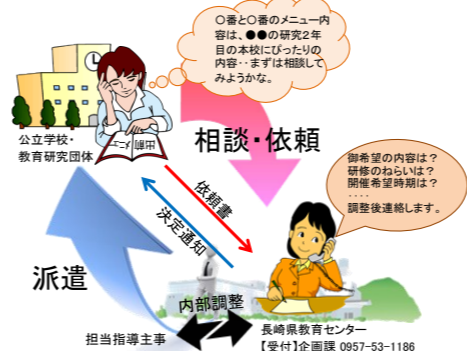 〇番と〇番のメニュー内
容は、●●の研究２年
目の本校にぴったりの
内容‥まずは相談して
みようかな。
公立学校・
教育研究団体
相談・依頼
御希望の内容は？
研修のねらいは？
開催希望時期は？
‥‥
調整後連絡します。
依頼書
決定通知
派遣
内部調整
担当指導主事
長崎県教育センター
【受付】企画課 0957-53-1186